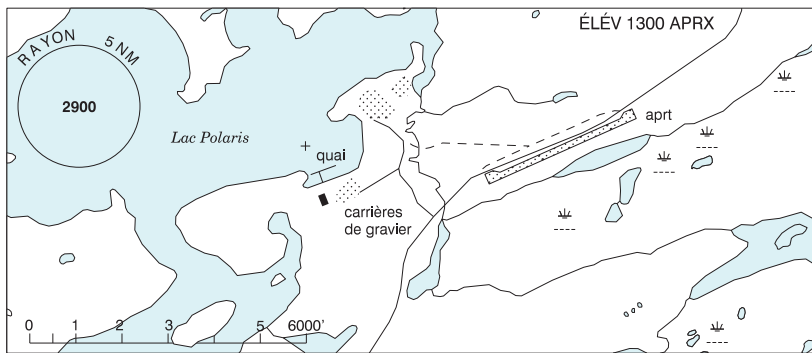 ÉLÉV 1300 APRX
RAYON 5 NM
2900
Lac Polaris
quai
aprt
carrières
de gravier
0 1 2 3 4 5 6000'